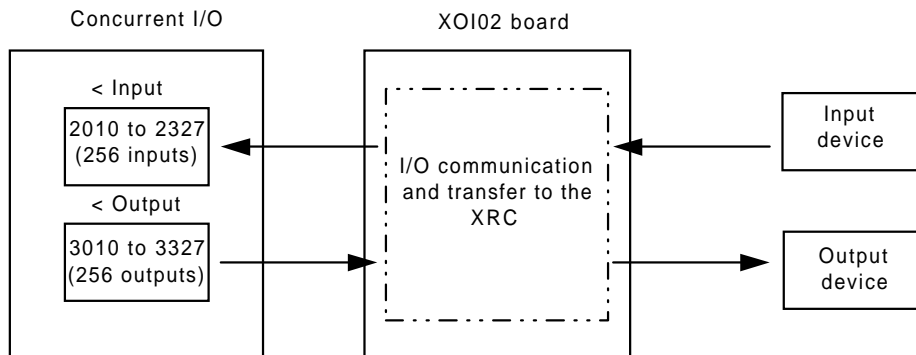 Concurrent I/O
XOI02 board
< Input
2010 to 2327
(256 inputs)
< Output
3010 to 3327
(256 outputs)
I/O communication
and transfer to the
XRC
Input
device
Output
device